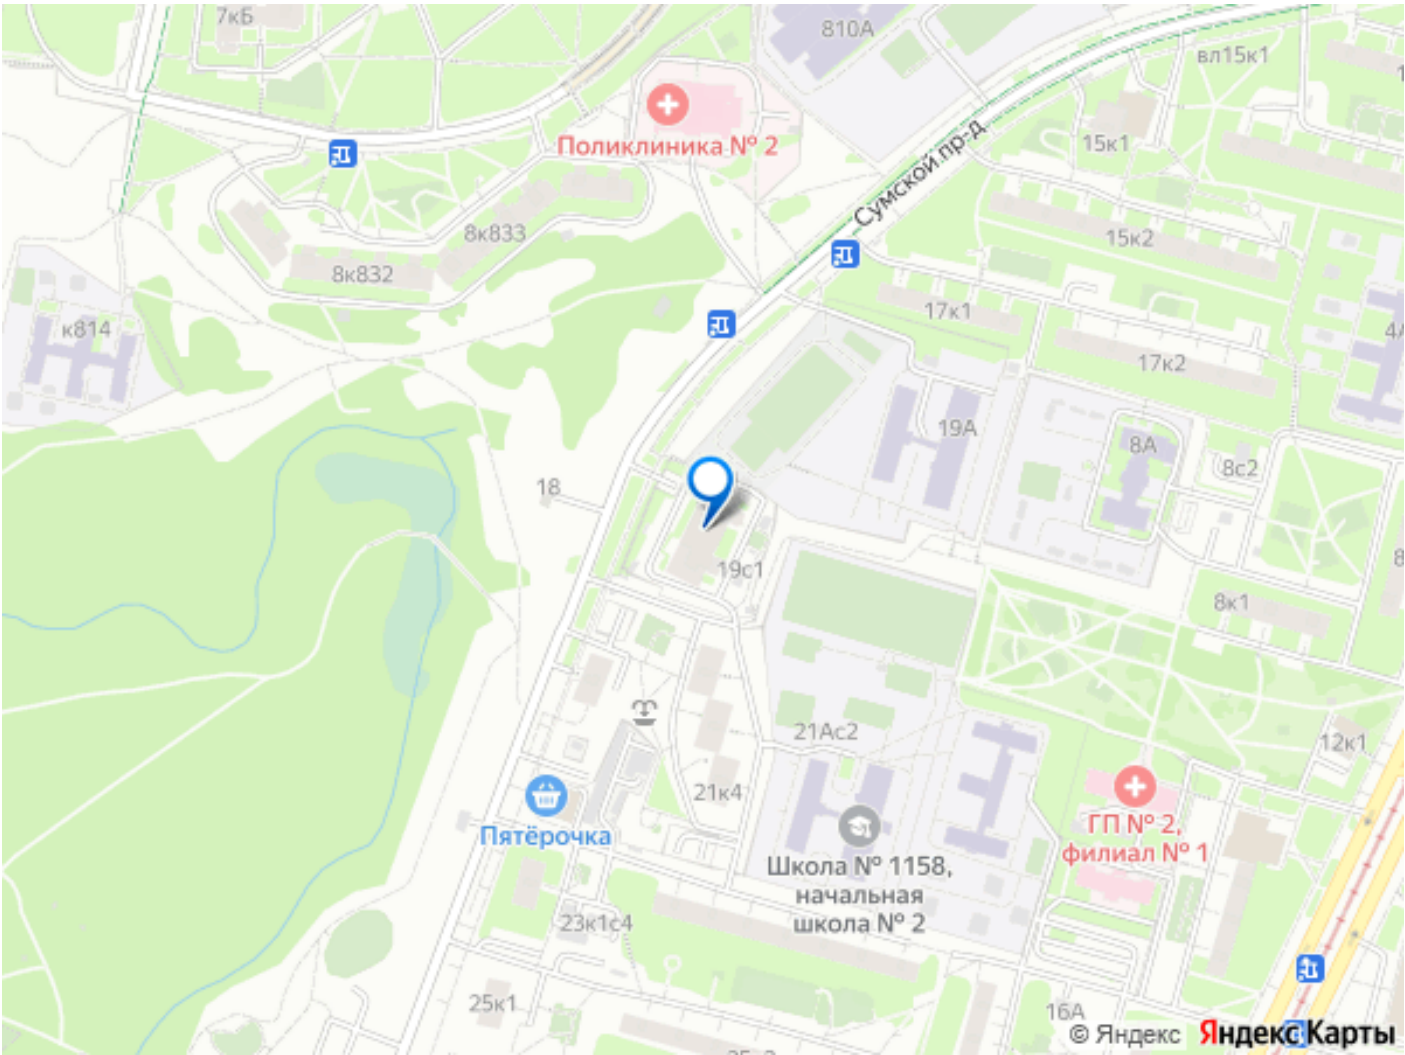 7кБ
810А
вл15к1
Поликлиника № 2
15к1
Сумской пр-д
8к833
15к2
8к832
17к1
к814
17к2
19А
8А
8с2
18
19с1
8к1
21Ас2
12к1
21к4
Пятёрочка
ГП № 2,
филиал № 1
Школа № 1158,
начальная
школа № 2
23к1с4
25к1
16А
© Яндекс Яндекс Карты